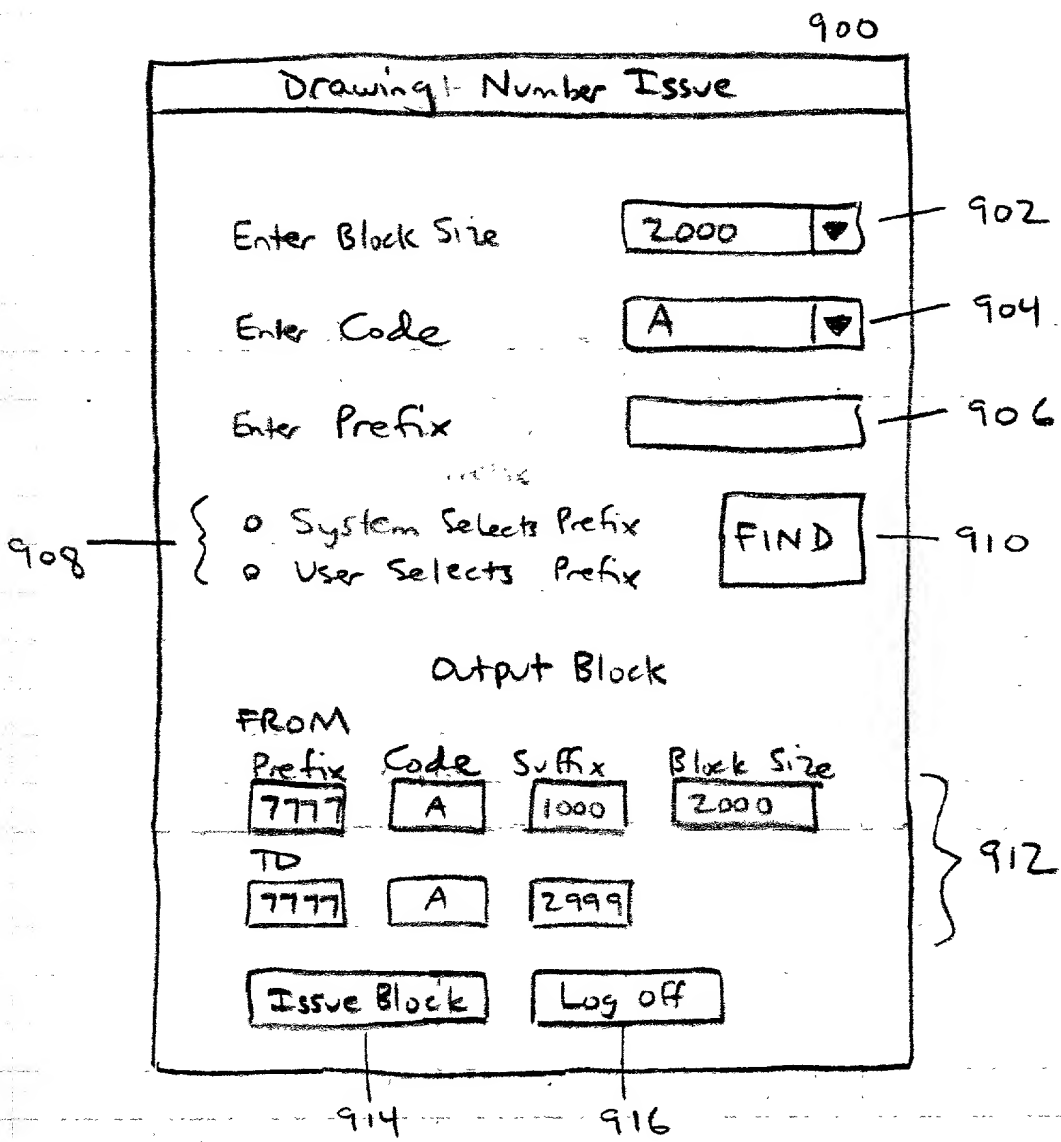 900
Drawing Number Issue
Enter Block Size 2000 902
Enter Code A 904
Enter Prefix 906
System Selects Prefix FIND 910
908
User Selects Prefix
Output Block
FROM
Prefix Code Suffix Block Size
7777 A 1000 2000
TO 912
7777 A 2999
Issue Block Log off
914 916